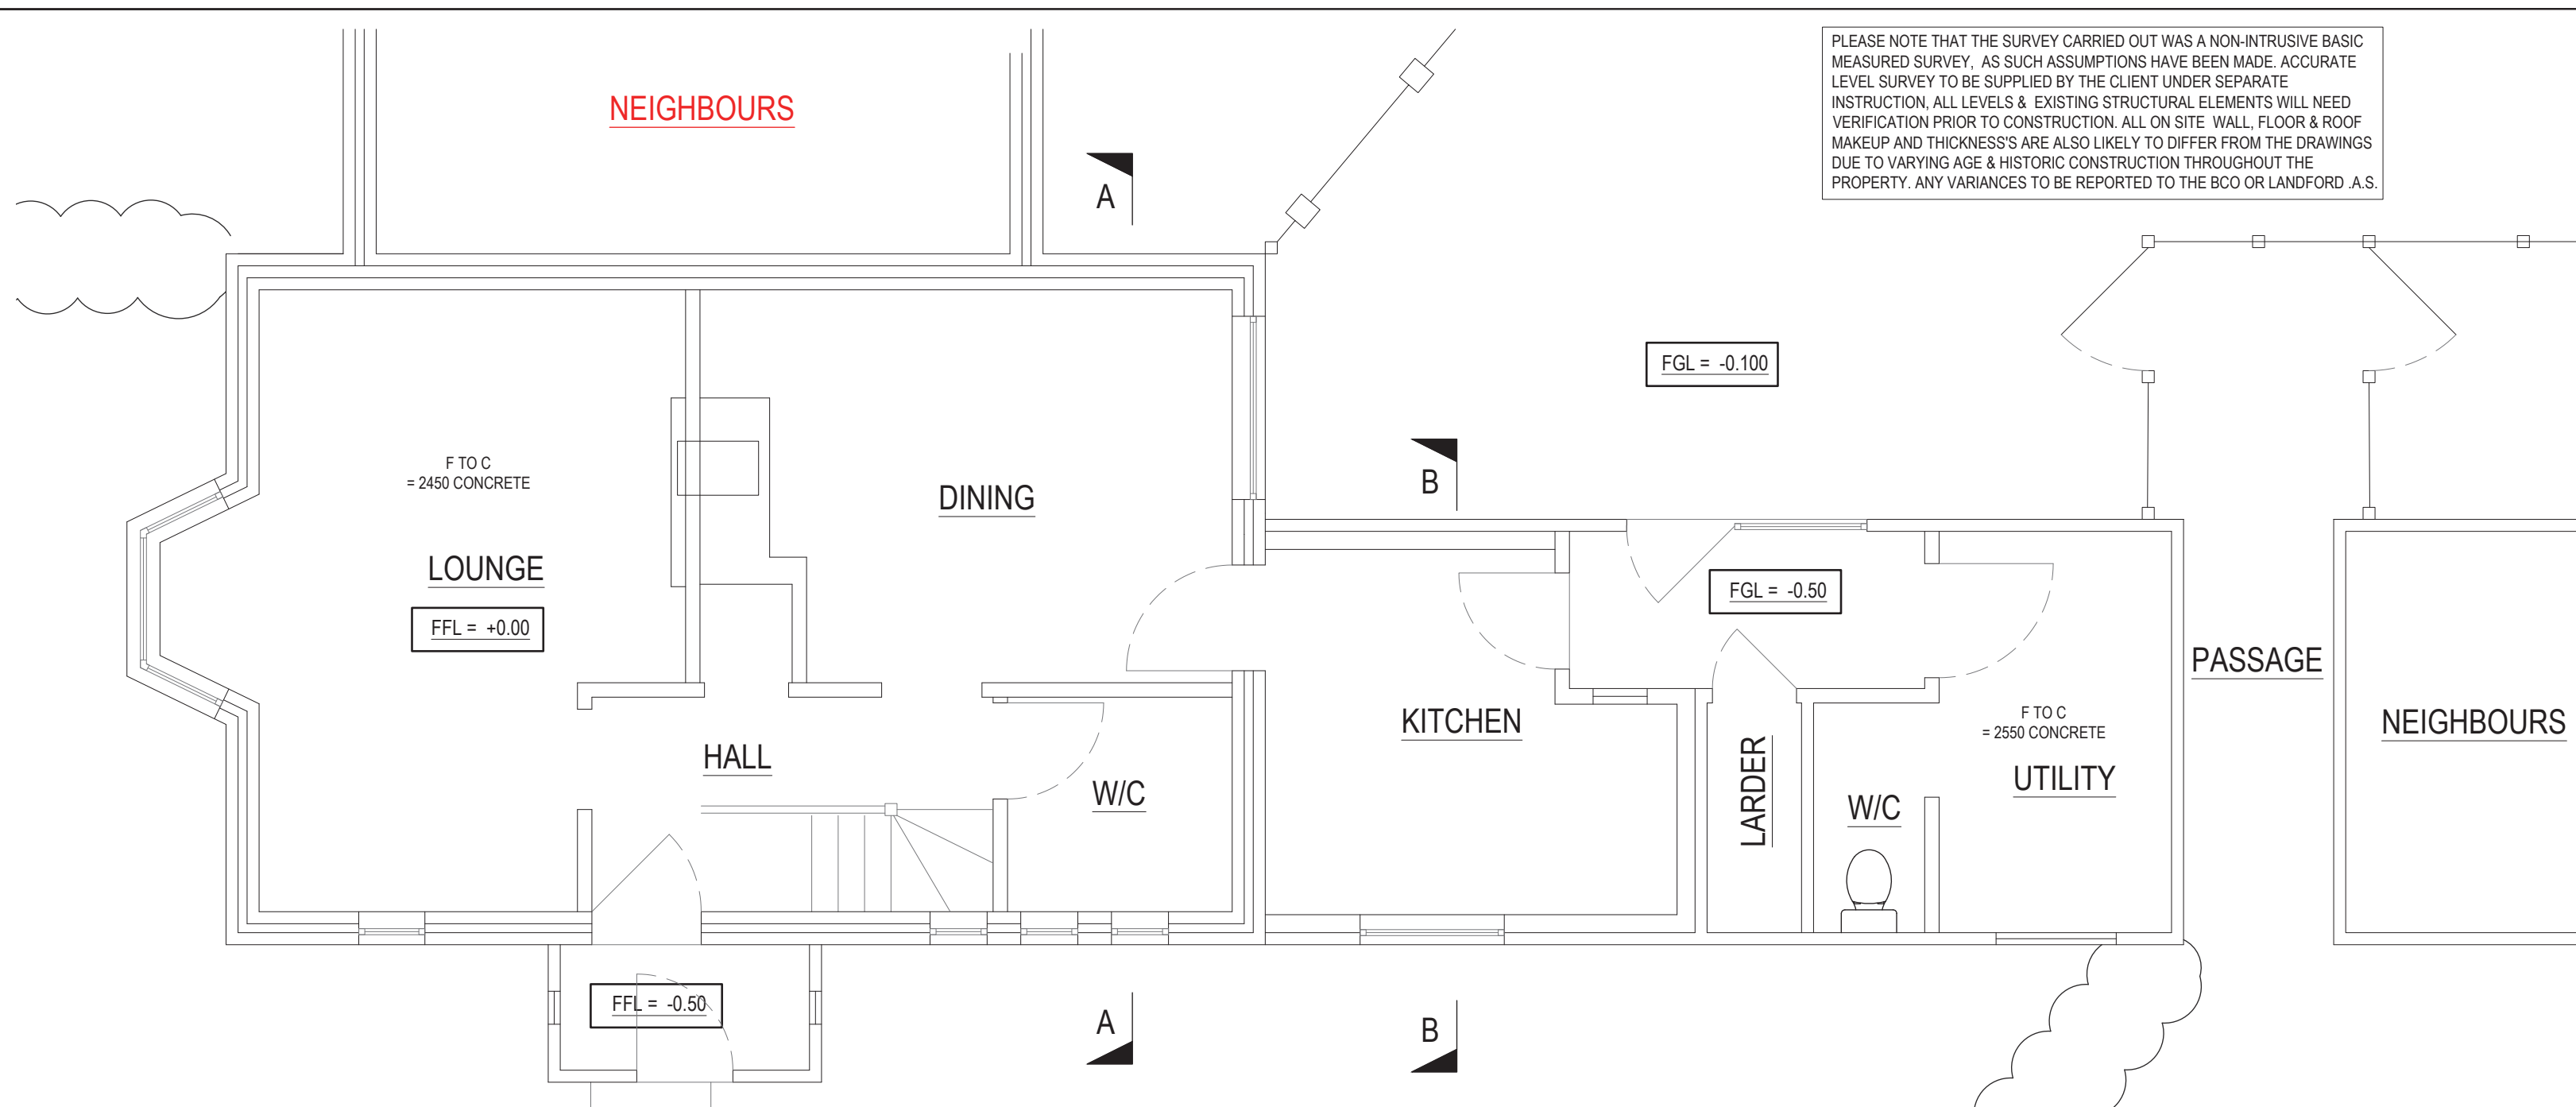 PLEASE NOTE THAT THE SURVEY CARRIED OUT WAS A NON-INTRUSIVE BASIC
MEASURED SURVEY, AS SUCH ASSUMPTIONS HAVE BEEN MADE. ACCURATE
LEVEL SURVEY TO BE SUPPLIED BY THE CLIENT UNDER SEPARATE
INSTRUCTION, ALL LEVELS & EXISTING STRUCTURAL ELEMENTS WILL NEED
VERIFICATION PRIOR TO CONSTRUCTION. ALL ON SITE WALL, FLOOR & ROOF
MAKEUP AND THICKNESS'S ARE ALSO LIKELY TO DIFFER FROM THE DRAWINGS
DUE TO VARYING AGE & HISTORIC CONSTRUCTION THROUGHOUT THE
PROPERTY. ANY VARIANCES TO BE REPORTED TO THE BCO OR LANDFORD .A.S.
NEIGHBOURS
A
FGL = -0.100
F TO C
= 2450 CONCRETE
B
DINING
LOUNGE
FGL = -0.50
FFL = +0.00
PASSAGE
KITCHEN
F TO C
= 2550 CONCRETE
NEIGHBOURS
HALL
LARDER
UTILITY
W/C
W/C
FFL = -0.50
A
B